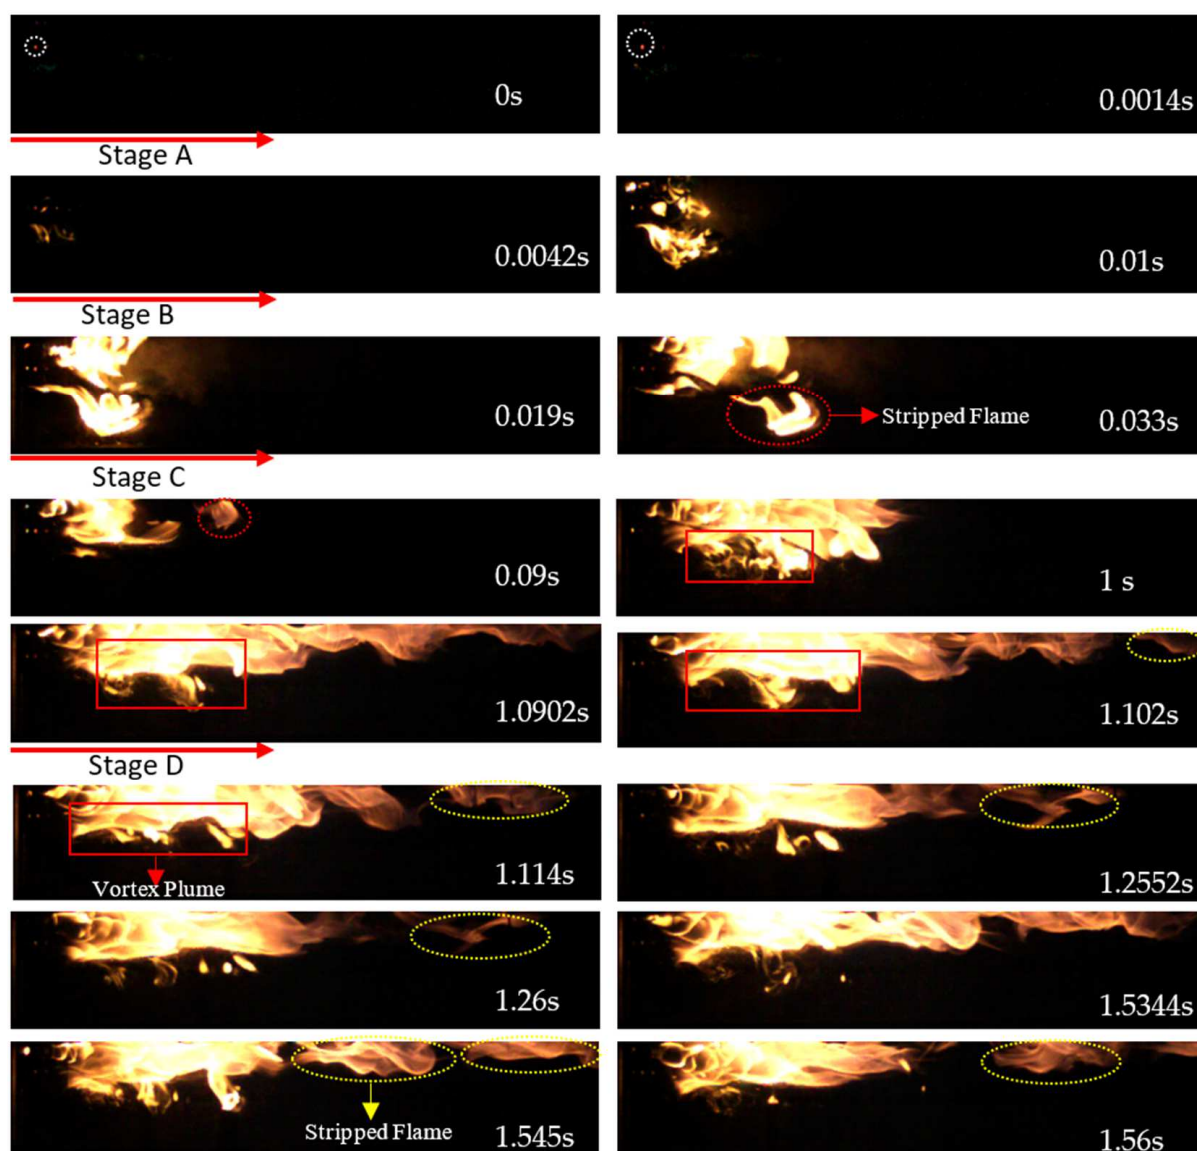 0s
0.0014s
Stage A
0.0042s
0.01s
Stage B
0.019s
Stripped Flame
0.033s
Stage C
0.09s
1 s
1.0902s
1.102s
Stage D
Vortex Plume
1.114s
1.2552s
1.26s
1.5344s
Stripped Flame
1.545s
1.56s